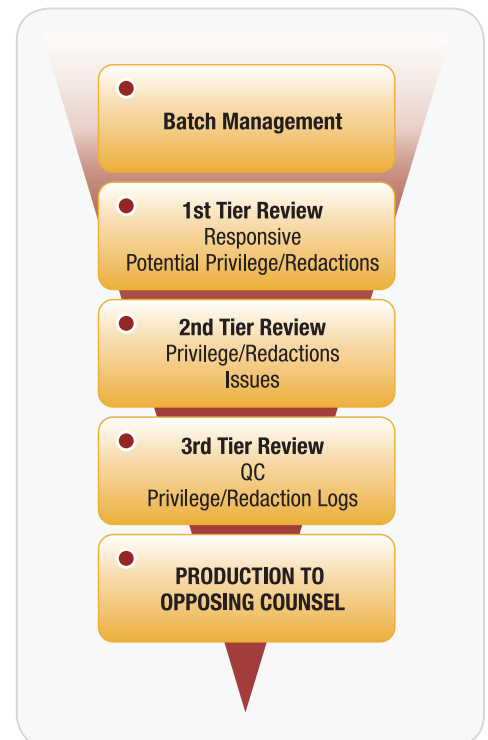 Batch Management
1st Tier Review
Responsive
Potential Privilege/Redactions
2nd Tier Review
Privilege/Redactions
Issues
3rd Tier Review
QC
Privilege/Redaction Logs
PRODUCTION TO
OPPOSING COUNSEL